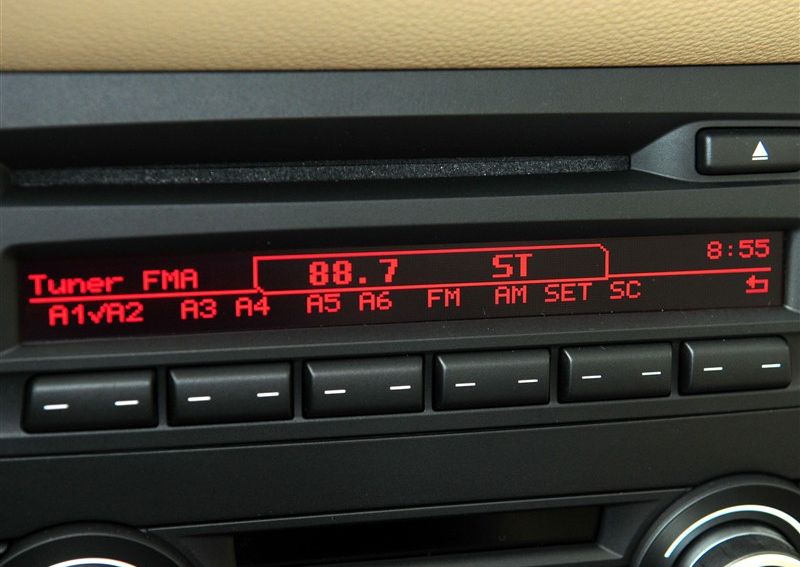 Tuner FMA 88.7 ST 8:55
A1✓A2 A3 A4 A5 A6 FM AM SET SC